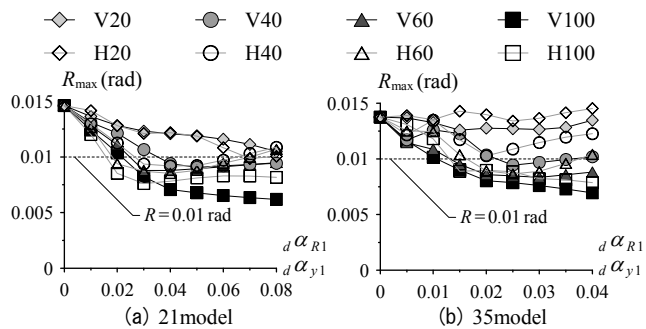 V20 V40 V60 V100
H20 H40 H60 H100
Rmax (rad) Rmax (rad)
0.015 0.015
0.01 0.01
0.005 0.005
R = 0.01 rad R = 0.01 rad
dαR1 dαR1
0 0
dαy1 dαy1
0 0.02 0.04 0.06 0.08 0 0.01 0.02 0.03 0.04
(a) 21model (b) 35model